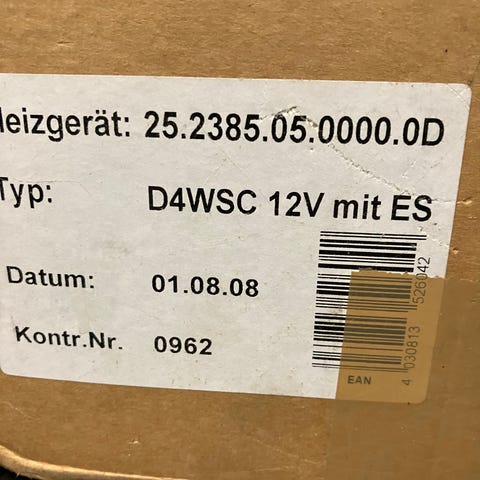 Heizgerät: 25.2385.05.0000.0D
Typ: D4WSC 12V mit ES
Datum: 01.08.08
Kontr.Nr. 0962
EAN
4 030813 526042